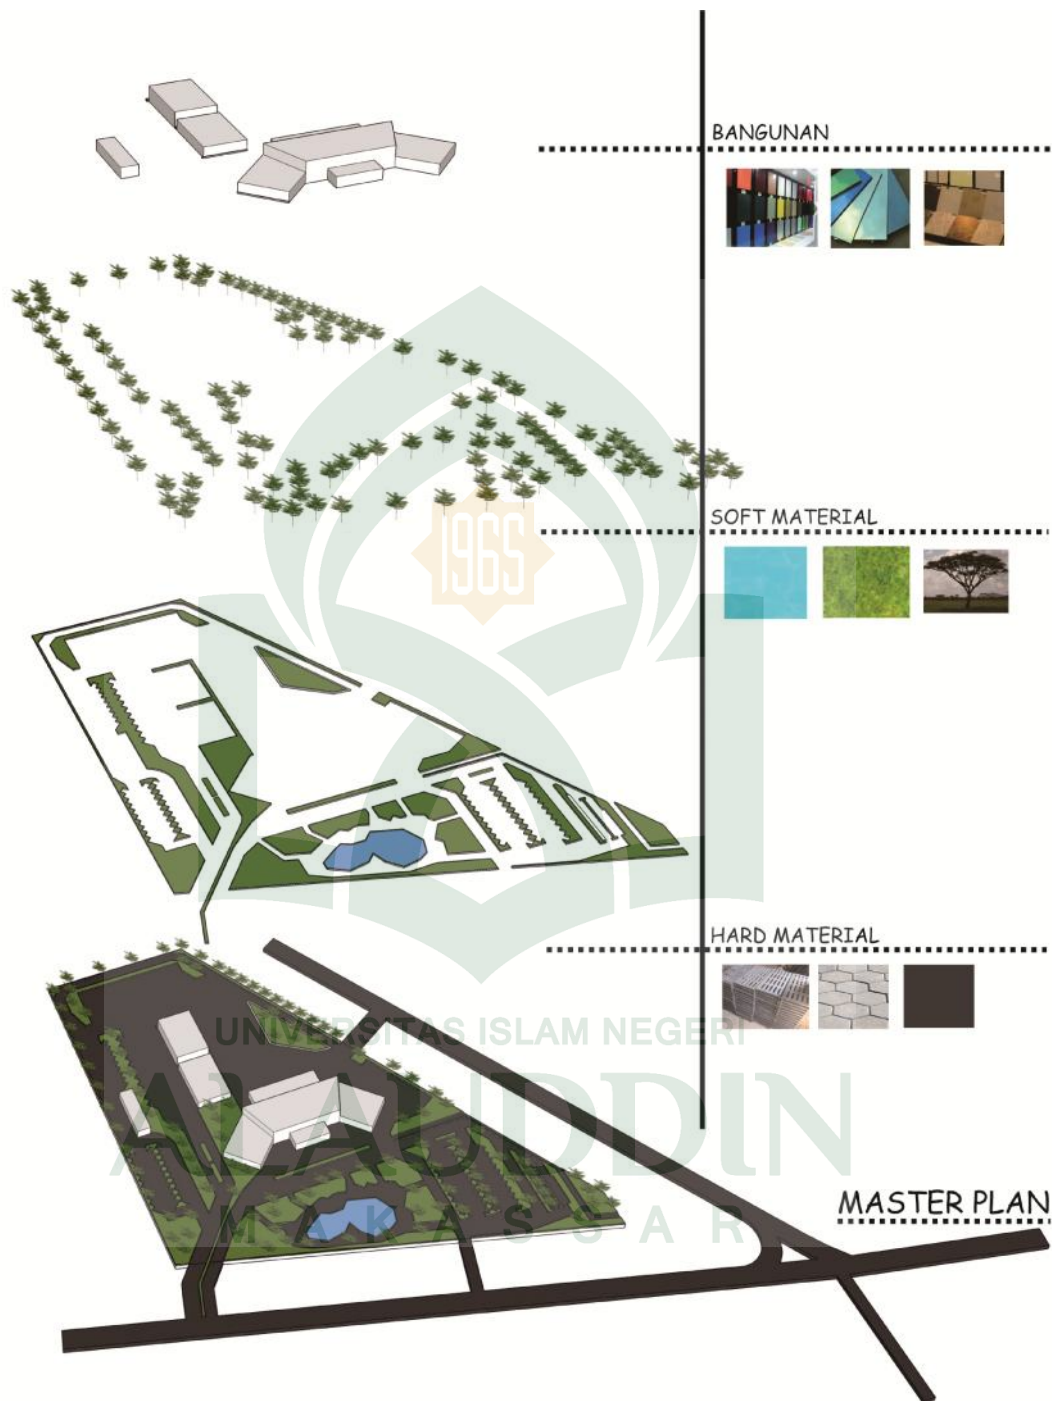 BANGUNAN
SOFT MATERIAL
1965
HARD MATERIAL
UNIVERSITAS ISLAM NEGERI
ALAUDDIN
MAKASSAR
MASTER PLAN